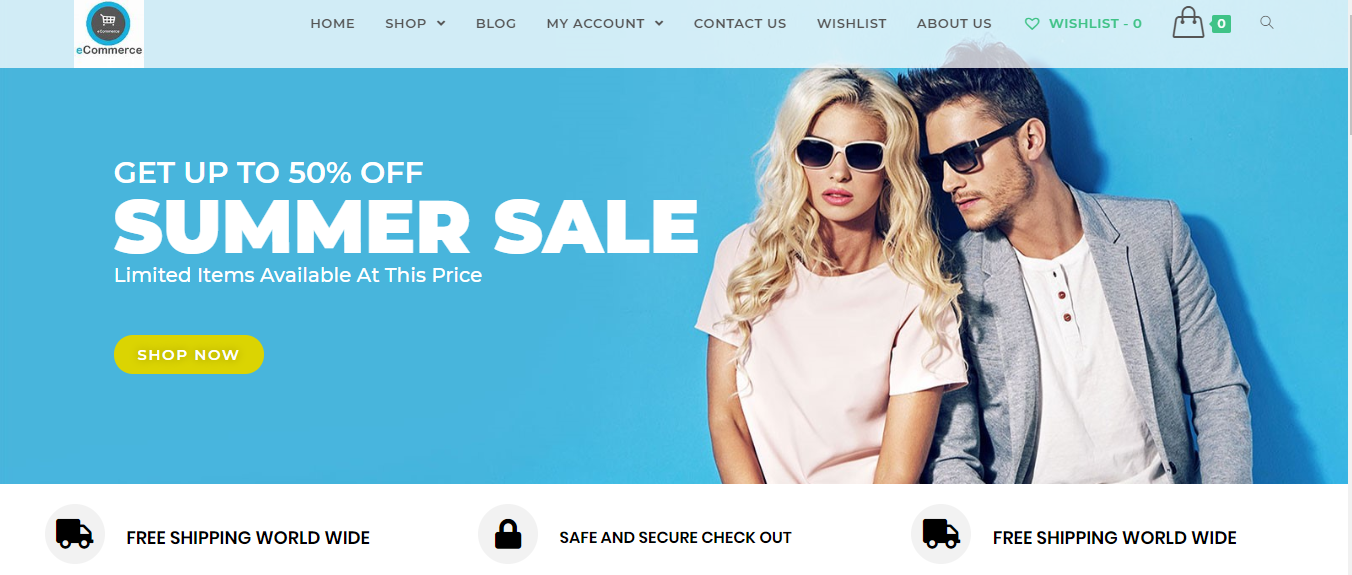 eCommerce
eCommerce
HOME
SHOP
BLOG
MY ACCOUNT
CONTACT US
WISHLIST
ABOUT US
WISHLIST - 0
0
GET UP TO 50% OFF
SUMMER SALE
Limited Items Available At This Price
SHOP NOW
FREE SHIPPING WORLD WIDE
SAFE AND SECURE CHECK OUT
FREE SHIPPING WORLD WIDE